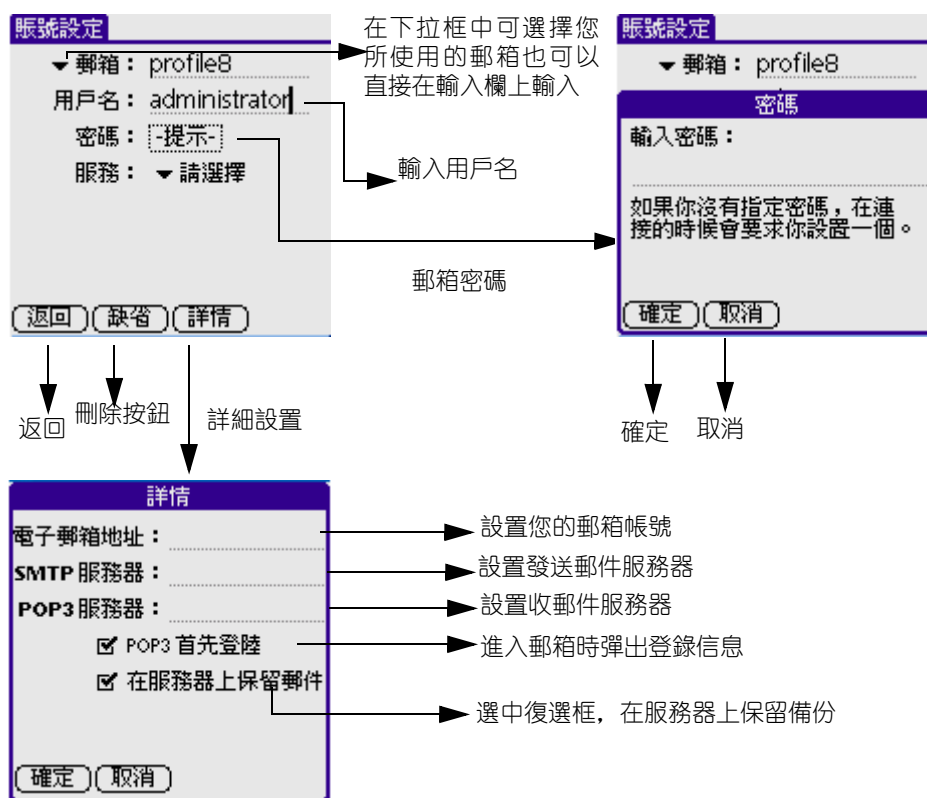 賬號設定
郵箱： profile8
用戶名： administrator
密碼： -提示-
服務： 請選擇
返回 缺省 詳情
在下拉框中可選擇您
所使用的郵箱也可以
直接在輸入欄上輸入
輸入用戶名
郵箱密碼
賬號設定
郵箱： profile8
密碼
輸入密碼：
如果你沒有指定密碼，在連
接的時候會要求你設置一個。
確定 取消
返回
刪除按鈕
詳細設置
確定
取消
詳情
電子郵箱地址：
SMTP 服務器：
POP3 服務器：
POP3 首先登陸
在服務器上保留郵件
確定 取消
設置您的郵箱帳號
設置發送郵件服務器
設置收郵件服務器
進入郵箱時彈出登錄信息
選中復選框，在服務器上保留備份